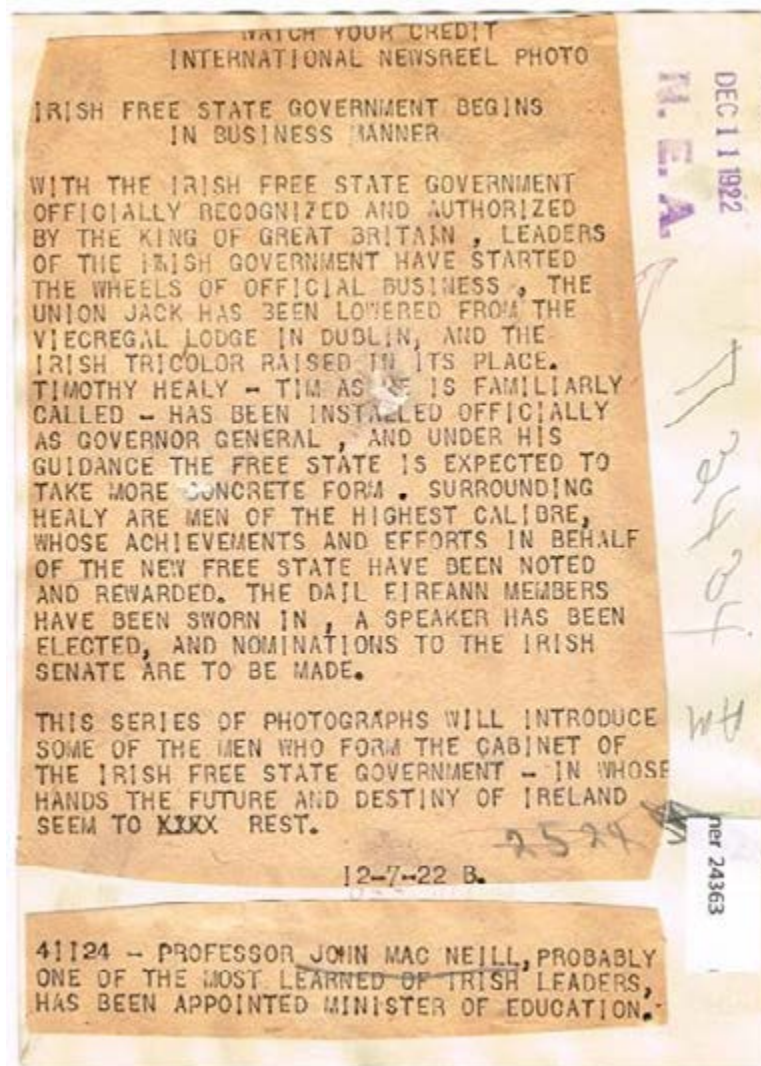 WATCH YOUR CREDIT
INTERNATIONAL NEWSREEL PHOTO
IRISH FREE STATE GOVERNMENT BEGINS
IN BUSINESS MANNER
WITH THE IRISH FREE STATE GOVERNMENT
OFFICIALLY RECOGNIZED AND AUTHORIZED
BY THE KING OF GREAT BRITAIN , LEADERS
OF THE IRISH GOVERNMENT HAVE STARTED
THE WHEELS OF OFFICIAL BUSINESS , THE
UNION JACK HAS BEEN LOWERED FROM THE
VIECREGAL LODGE IN DUBLIN, AND THE
IRISH TRICOLOR RAISED IN ITS PLACE.
TIMOTHY HEALY - TIM AS HE IS FAMILIARLY
CALLED - HAS BEEN INSTALLED OFFICIALLY
AS GOVERNOR GENERAL , AND UNDER HIS
GUIDANCE THE FREE STATE IS EXPECTED TO
TAKE MORE CONCRETE FORM . SURROUNDING
HEALY ARE MEN OF THE HIGHEST CALIBRE,
WHOSE ACHIEVEMENTS AND EFFORTS IN BEHALF
OF THE NEW FREE STATE HAVE BEEN NOTED
AND REWARDED. THE DAIL EIREANN MEMBERS
HAVE BEEN SWORN IN , A SPEAKER HAS BEEN
ELECTED, AND NOMINATIONS TO THE IRISH
SENATE ARE TO BE MADE.
THIS SERIES OF PHOTOGRAPHS WILL INTRODUCE
SOME OF THE MEN WHO FORM THE CABINET OF
THE IRISH FREE STATE GOVERNMENT - IN WHOSE
HANDS THE FUTURE AND DESTINY OF IRELAND
SEEM TO XXXX REST.
2524
12-7-22 B.
41124 - PROFESSOR JOHN MAC NEILL, PROBABLY
ONE OF THE MOST LEARNED OF IRISH LEADERS,
HAS BEEN APPOINTED MINISTER OF EDUCATION.
DEC 11 1922
N. E. A.
ner 24363